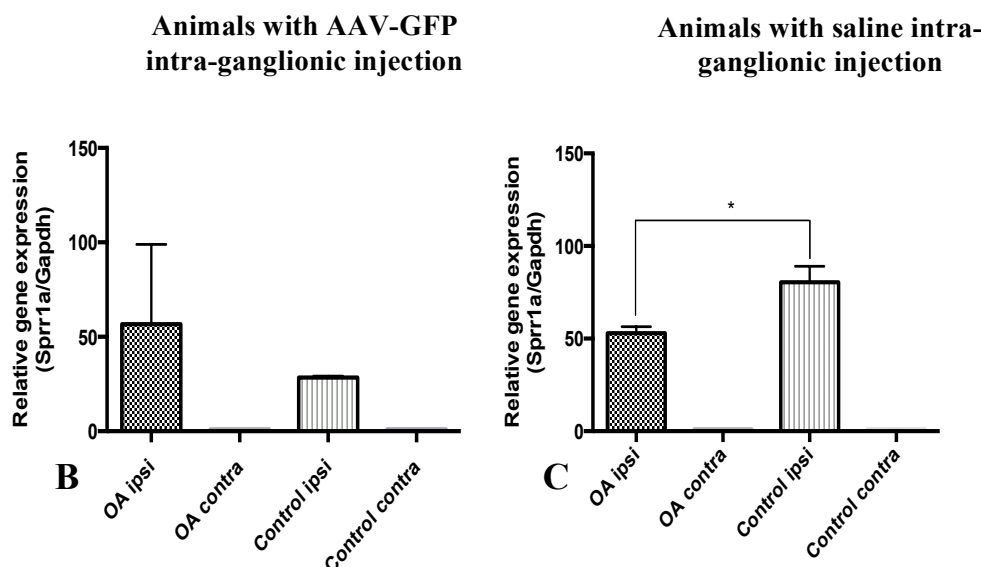 Animals with AAV-GFP
intra-ganglionic injection
150
100
50
0
Relative gene expression
(Sprr1a/Gapdh)
OA ipsi
OA contra
Control ipsi
Control contra
B
Animals with saline intra-
ganglionic injection
150
100
50
0
Relative gene expression
(Sprr1a/Gapdh)
*
OA ipsi
OA contra
Control ipsi
Control contra
C